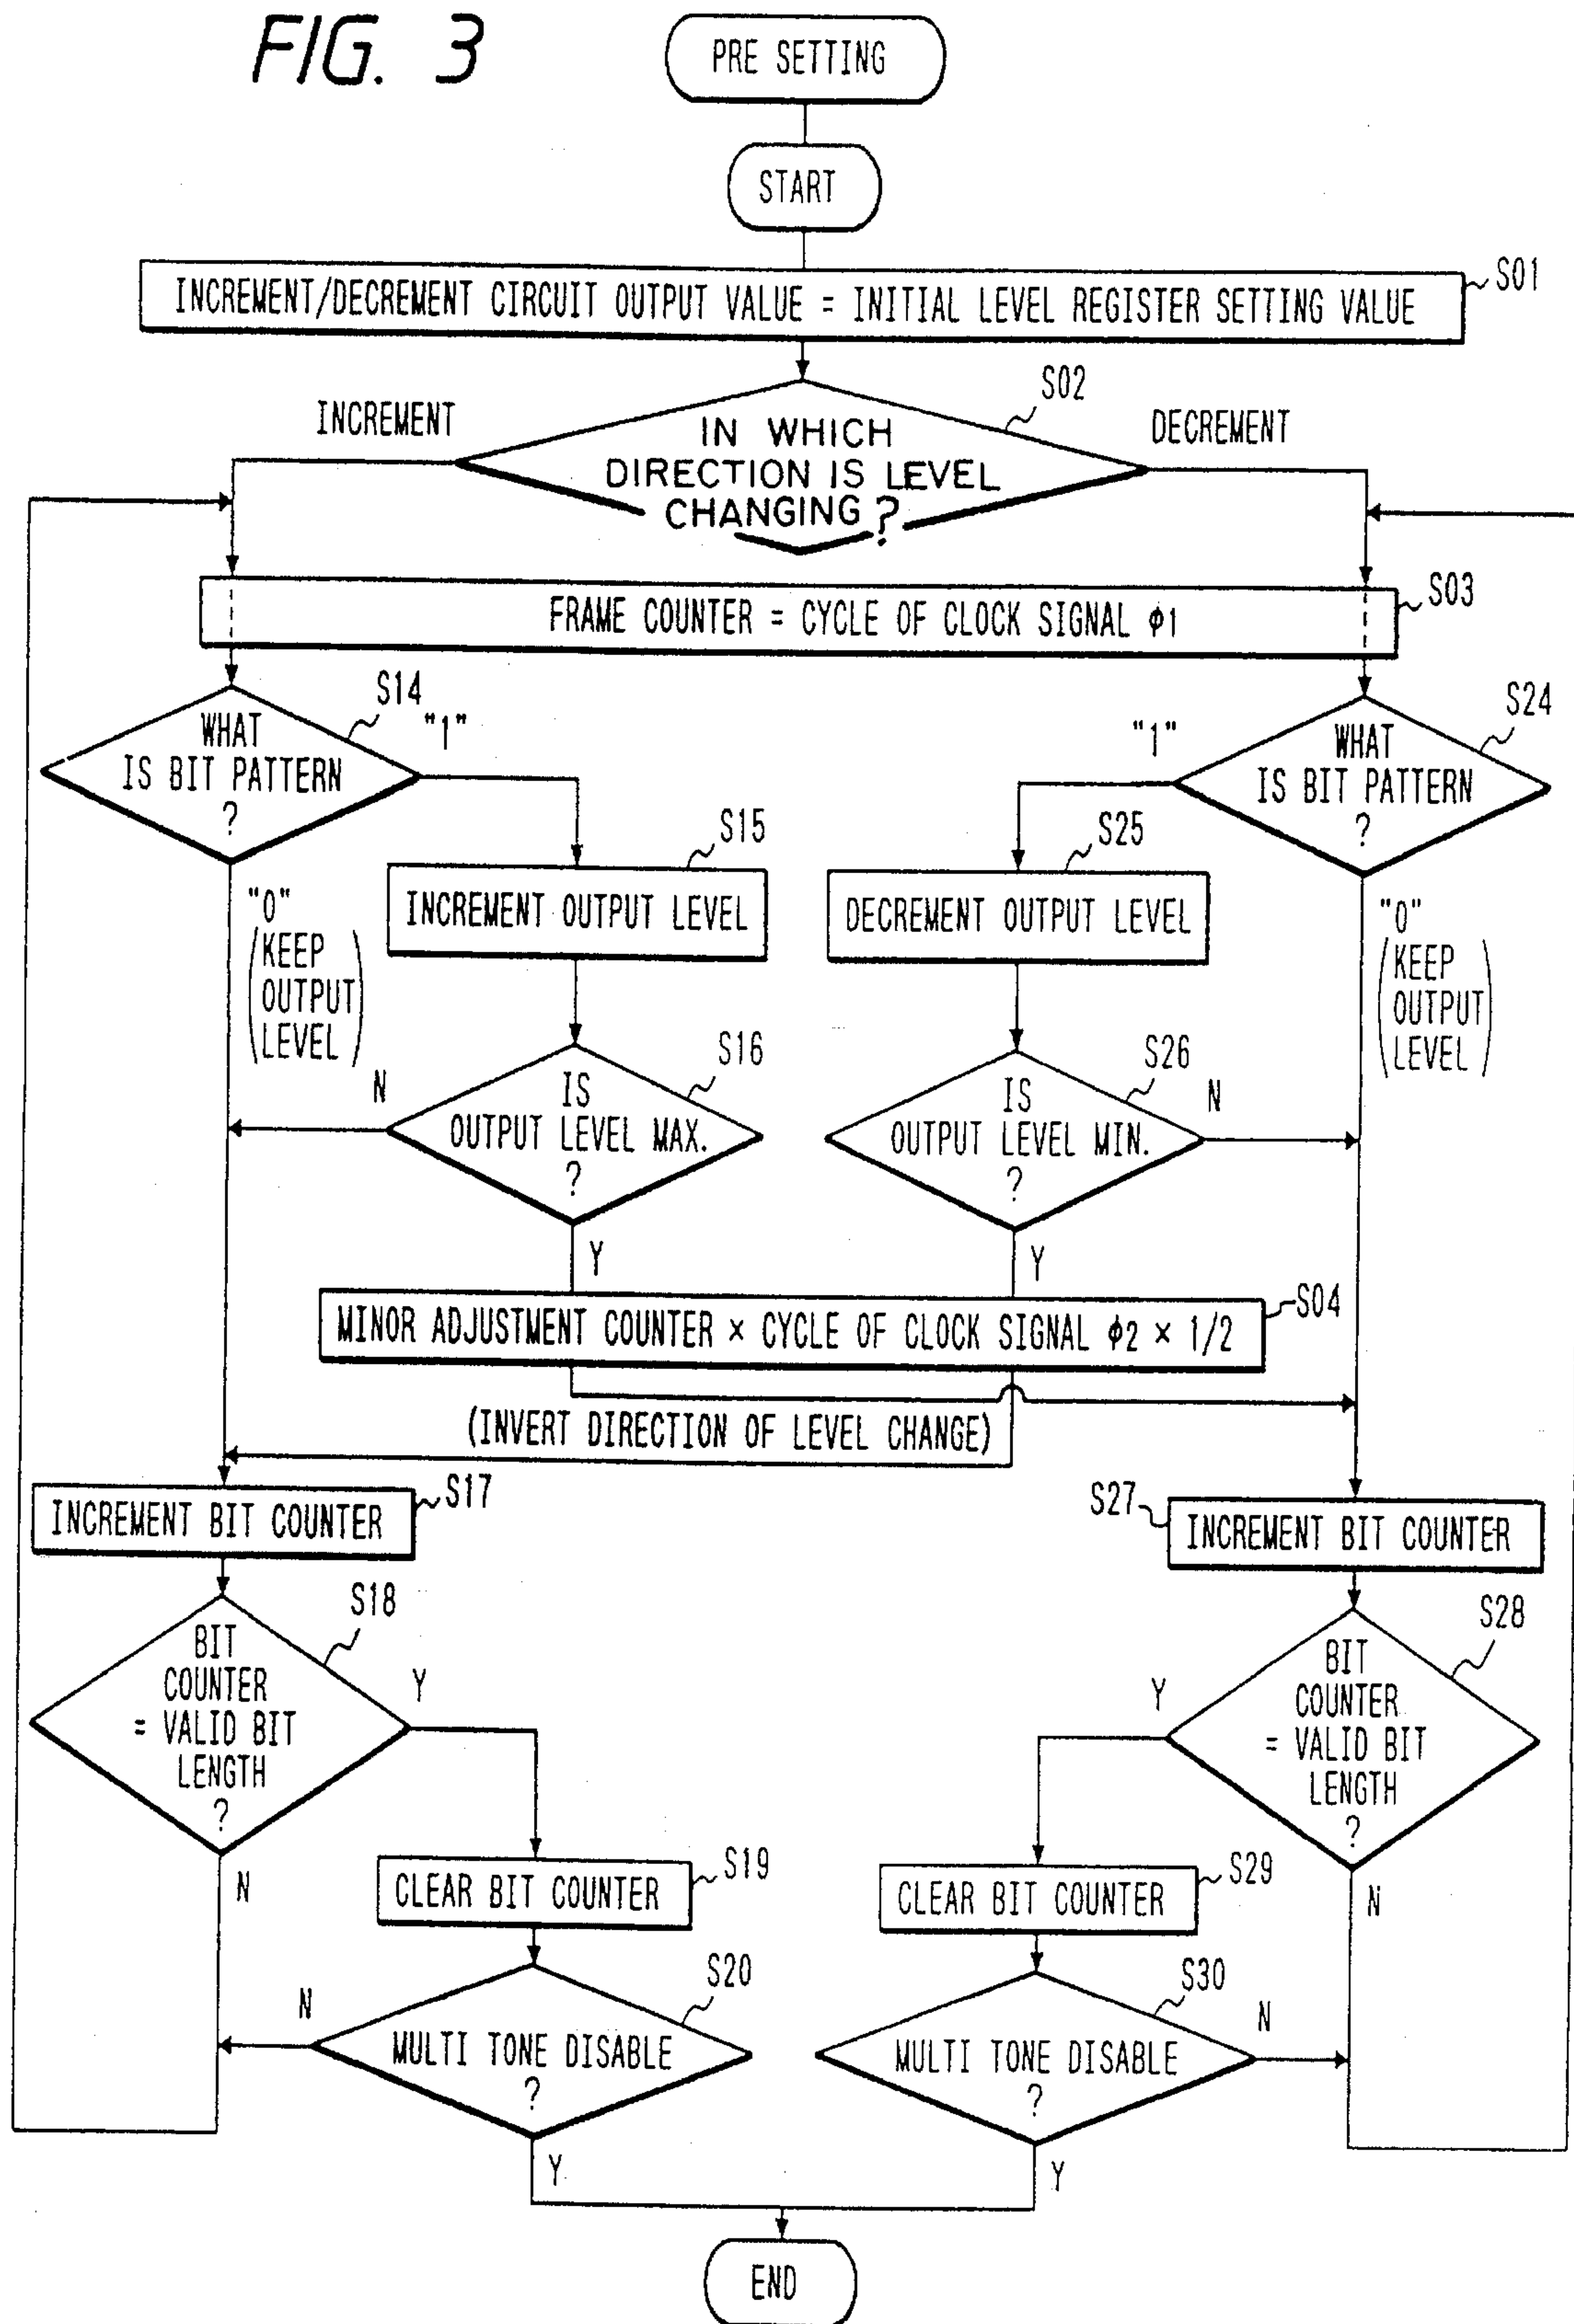 FIG. 3
PRE SETTING
START
INCREMENT/DECREMENT CIRCUIT OUTPUT VALUE = INITIAL LEVEL REGISTER SETTING VALUE
S01
S02
INCREMENT
IN WHICH
DIRECTION IS LEVEL
CHANGING ?
DECREMENT
FRAME COUNTER = CYCLE OF CLOCK SIGNAL ϕ1
S03
S14
WHAT
IS BIT PATTERN
?
"1"
S24
"1"
WHAT
IS BIT PATTERN
?
S15
INCREMENT OUTPUT LEVEL
S25
DECREMENT OUTPUT LEVEL
"0"
(KEEP
OUTPUT
LEVEL)
"0"
(KEEP
OUTPUT
LEVEL)
S16
N
IS
OUTPUT LEVEL MAX.
?
Y
S26
IS
OUTPUT LEVEL MIN.
?
N
Y
MINOR ADJUSTMENT COUNTER × CYCLE OF CLOCK SIGNAL ϕ2 × 1/2
S04
(INVERT DIRECTION OF LEVEL CHANGE)
INCREMENT BIT COUNTER
S17
S27
INCREMENT BIT COUNTER
S18
BIT
COUNTER
= VALID BIT
LENGTH
?
Y
N
S28
BIT
COUNTER
= VALID BIT
LENGTH
?
Y
N
CLEAR BIT COUNTER
S19
CLEAR BIT COUNTER
S29
S20
N
MULTI TONE DISABLE
?
Y
S30
MULTI TONE DISABLE
?
N
Y
END